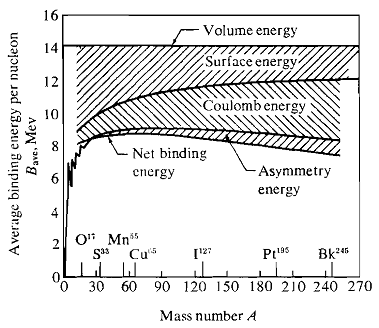 Volume energy
Surface energy
Coulomb energy
Net binding
energy
Asymmetry
energy
Average binding energy per nucleon
Bave, Mev
16
14
12
10
8
6
4
2
0
O¹⁷ S³³ Mn⁵⁵ Cu⁶⁵ I¹²⁷ Pt¹⁹⁵ Bk²⁴⁵
0 30 60 90 120 150 180 210 240 270
Mass number A